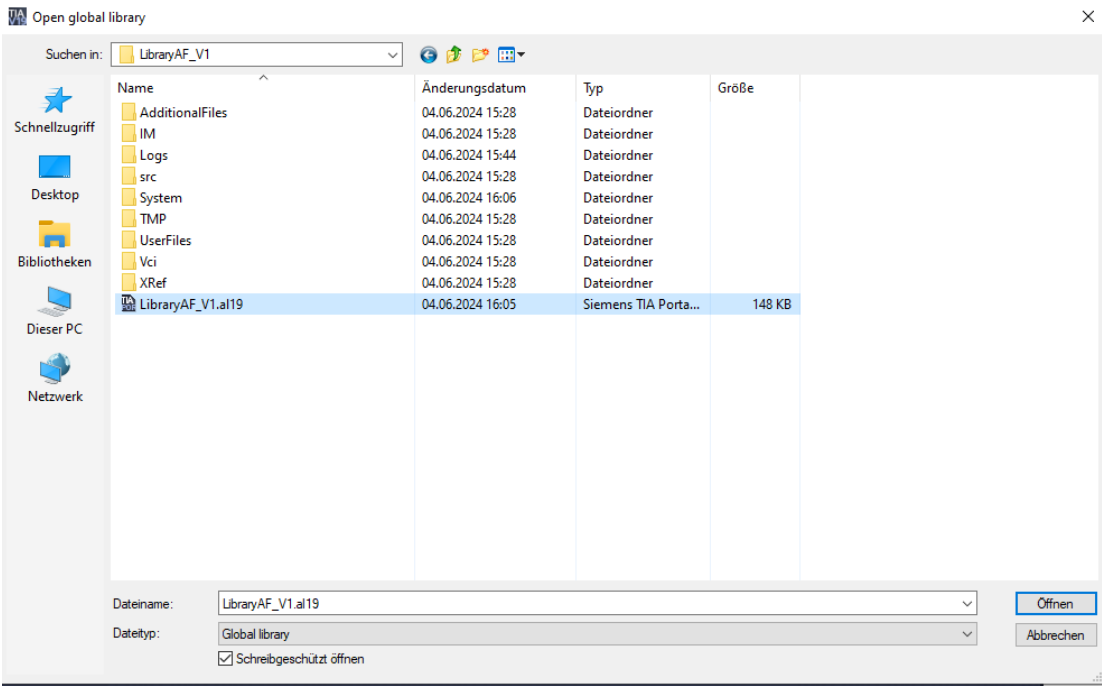 Open global library
Suchen in: LibraryAF_V1
Name Änderungsdatum Typ Größe
AdditionalFiles 04.06.2024 15:28 Dateiordner
IM 04.06.2024 15:28 Dateiordner
Logs 04.06.2024 15:44 Dateiordner
src 04.06.2024 15:28 Dateiordner
System 04.06.2024 16:06 Dateiordner
TMP 04.06.2024 15:28 Dateiordner
UserFiles 04.06.2024 15:28 Dateiordner
Vci 04.06.2024 15:28 Dateiordner
XRef 04.06.2024 15:28 Dateiordner
LibraryAF_V1.al19 04.06.2024 16:05 Siemens TIA Porta... 148 KB
Schnellzugriff
Desktop
Bibliotheken
Dieser PC
Netzwerk
Dateiname: LibraryAF_V1.al19 Öffnen
Dateityp: Global library Abbrechen
Schreibgeschützt öffnen